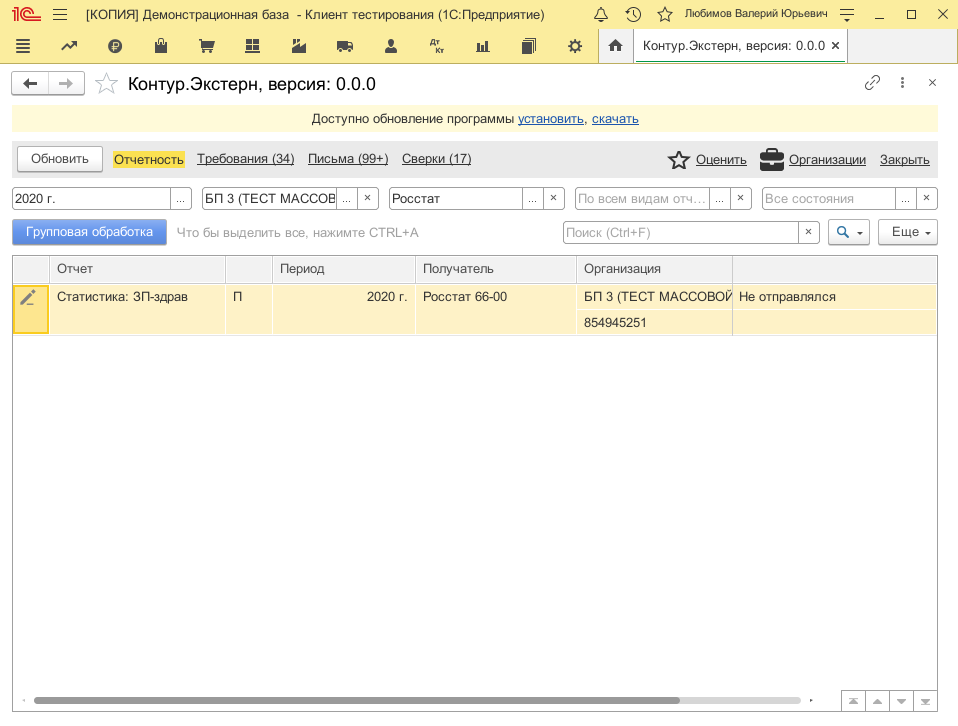 [КОПИЯ] Демонстрационная база - Клиент тестирования (1С:Предприятие) Любимов Валерий Юрьевич
Дт Кт
Контур.Экстерн, версия: 0.0.0 ×
Контур.Экстерн, версия: 0.0.0
Доступно обновление программы установить, скачать
Обновить Отчетность Требования (34) Письма (99+) Сверки (17) Оценить Организации Закрыть
2020 г. ... БП 3 (ТЕСТ МАССОВ ... × Росстат ... × По всем видам отч... ... × Все состояния ... ×
Групповая обработка Что бы выделить все, нажмите CTRL+A Поиск (Ctrl+F) × Еще
Отчет Период Получатель Организация
Статистика: ЗП-здрав П 2020 г. Росстат 66-00 БП 3 (ТЕСТ МАССОВОЙ Не отправлялся
854945251